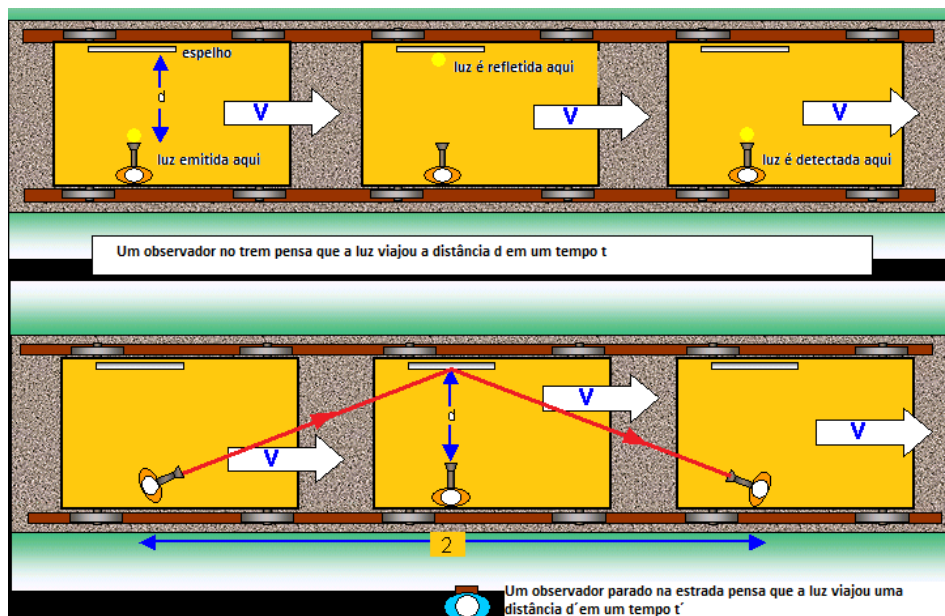 espelho
d
V
luz emitida aqui
luz é refletida aqui
V
V
luz é detectada aqui
Um observador no trem pensa que a luz viajou a distância d em um tempo t
V
d
V
V
2
Um observador parado na estrada pensa que a luz viajou uma
distância d´em um tempo t´